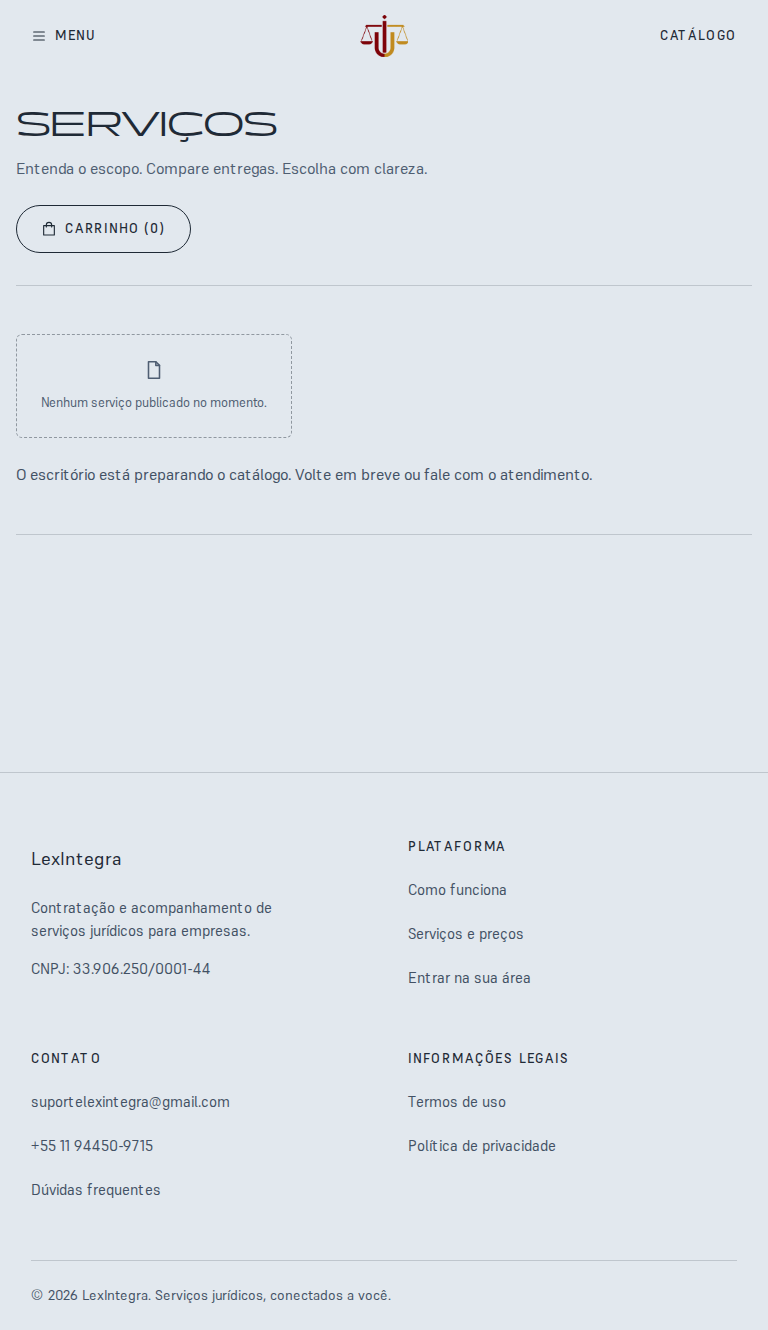 MENU
CATÁLOGO
SERVIÇOS
Entenda o escopo. Compare entregas. Escolha com clareza.
CARRINHO (0)
Nenhum serviço publicado no momento.
O escritório está preparando o catálogo. Volte em breve ou fale com o atendimento.
LexIntegra
Contratação e acompanhamento de
serviços jurídicos para empresas.
CNPJ: 33.906.250/0001-44
PLATAFORMA
Como funciona
Serviços e preços
Entrar na sua área
CONTATO
suportelexintegra@gmail.com
+55 11 94450-9715
Dúvidas frequentes
INFORMAÇÕES LEGAIS
Termos de uso
Política de privacidade
© 2026 LexIntegra. Serviços jurídicos, conectados a você.